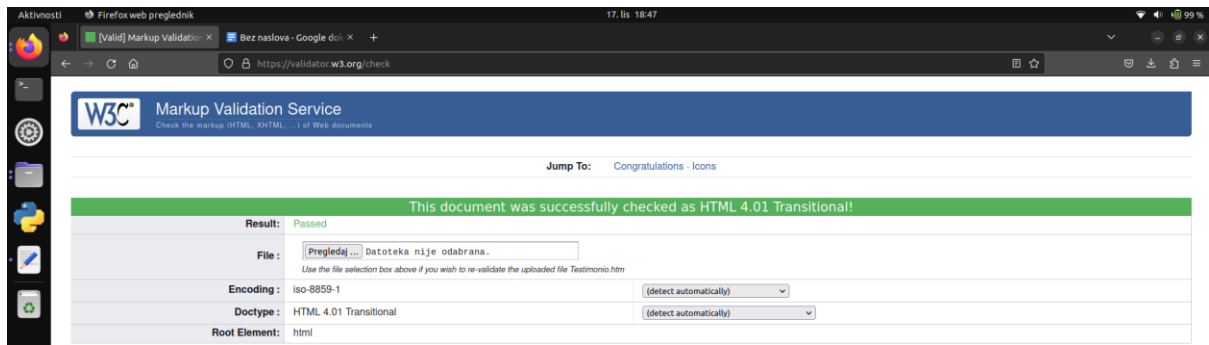 Aktivnosti Firefox web preglednik 17. lis 18:47 99 %
[Valid] Markup Validation × Bez naslova - Google dok × +
https://validator.w3.org/check
W3C® Markup Validation Service
Check the markup (HTML, XHTML, ...) of Web documents
Jump To: Congratulations · Icons
This document was successfully checked as HTML 4.01 Transitional!
Result: Passed
File : Pregledaj ... Datoteka nije odabrana.
Use the file selection box above if you wish to re-validate the uploaded file Testimonio.htm
Encoding : iso-8859-1 (detect automatically)
Doctype : HTML 4.01 Transitional (detect automatically)
Root Element: html